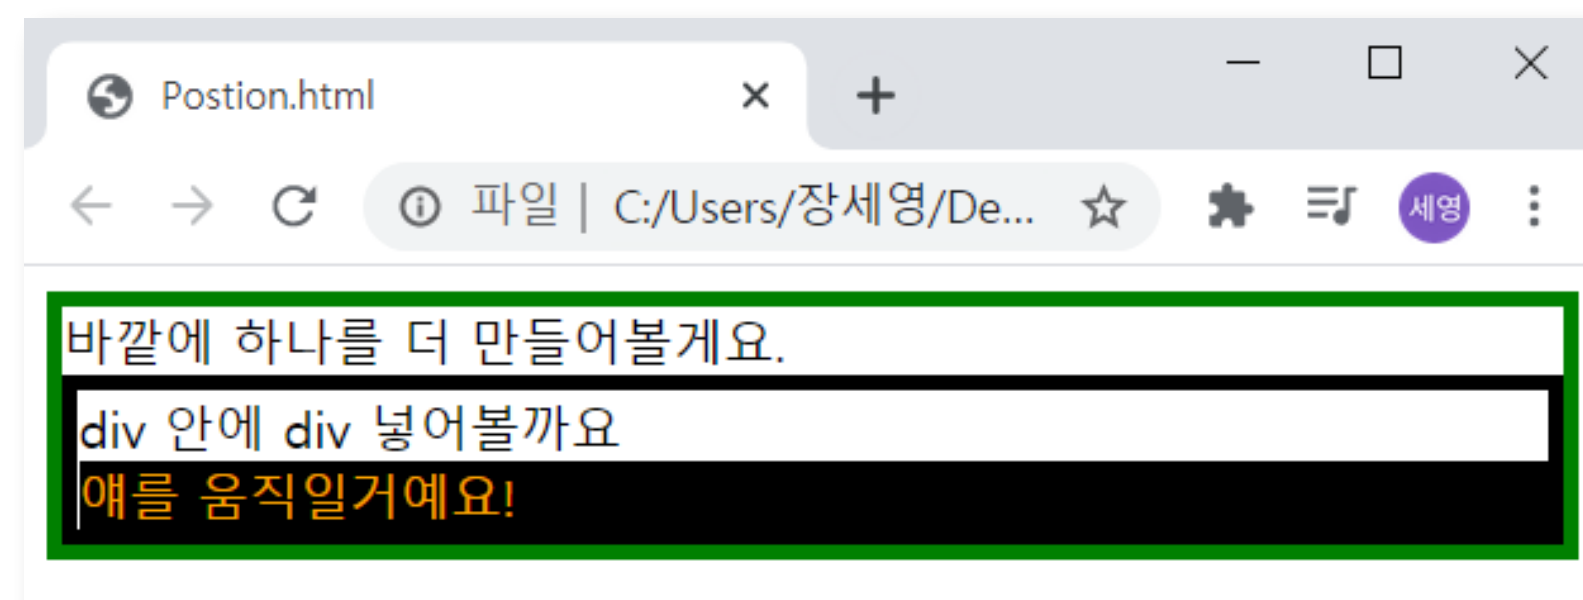 Postion.html
파일 | C:/Users/장세영/De...
세영
바깥에 하나를 더 만들어볼게요.
div 안에 div 넣어볼까요
얘를 움직일거예요!